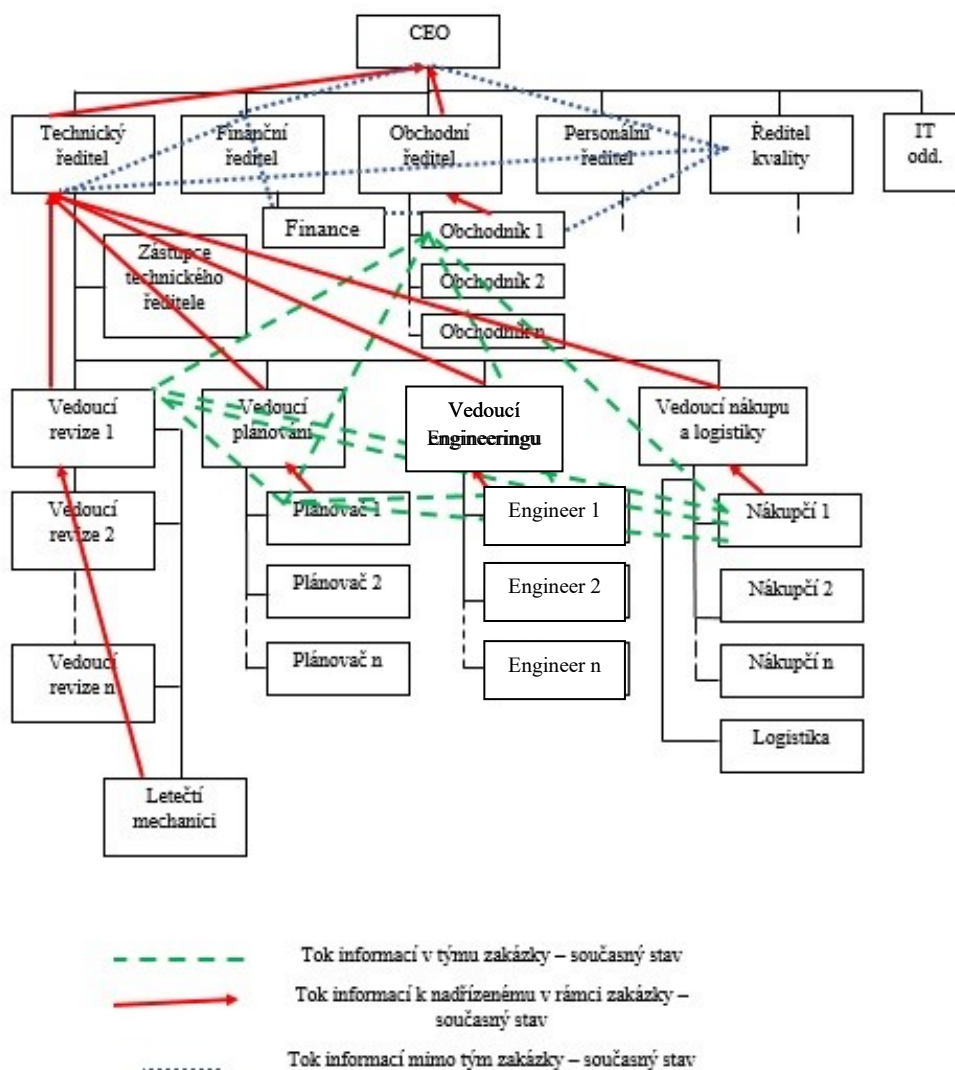 CEO
Technický
ředitel
Finanční
ředitel
Obchodní
ředitel
Personální
ředitel
Ředitel
kvality
IT
odd.
Finance
Obchodník 1
Zástupce
technického
ředitele
Obchodník 2
Obchodník n
Vedoucí
revize 1
Vedoucí
plánování
Vedoucí
Engineeringu
Vedoucí nákupu
a logistiky
Vedoucí
revize 2
Plánovač 1
Engineer 1
Nákupčí 1
Plánovač 2
Engineer 2
Nákupčí 2
Vedoucí
revize n
Plánovač n
Engineer n
Nákupčí n
Logistika
Letečtí
mechanici
Tok informací v týmu zakázky – současný stav
Tok informací k nadřízenému v rámci zakázky –
současný stav
Tok informací mimo tým zakázky – současný stav